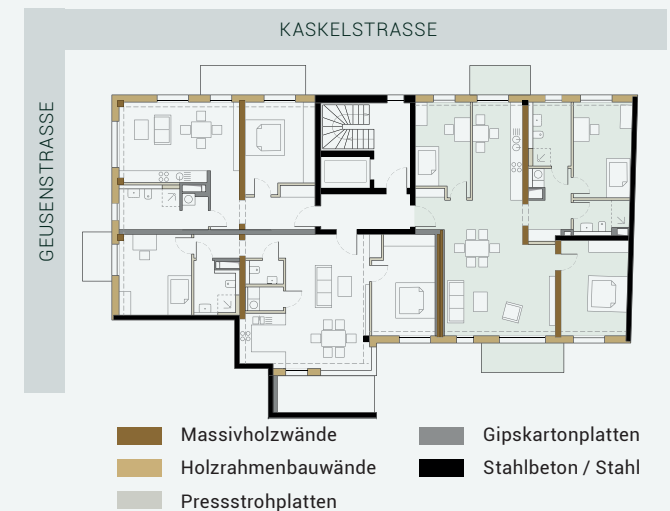 KASKELSTRASSE
GEUSENSTRASSE
Massivholzwände
Holzrahmenbauwände
Pressstrohplatten
Gipskartonplatten
Stahlbeton / Stahl